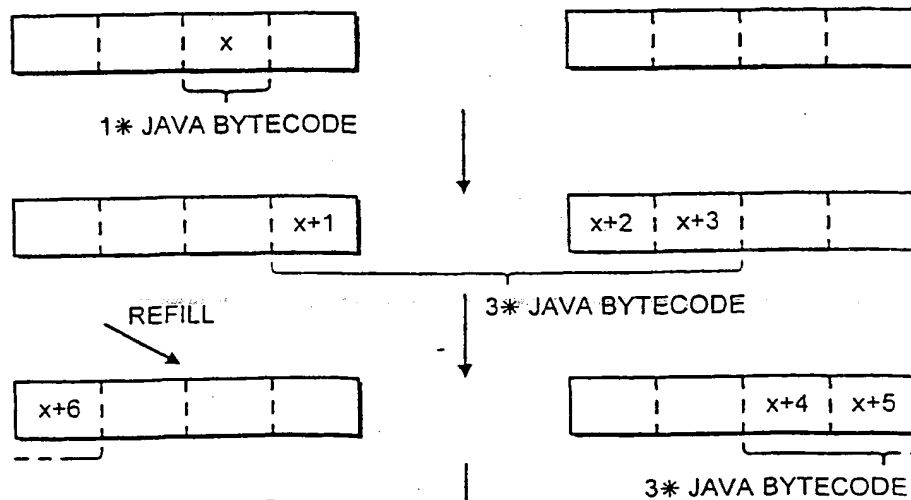 x
1* JAVA BYTECODE
x+1 x+2 x+3
3* JAVA BYTECODE
REFILL
x+6 x+4 x+5
3* JAVA BYTECODE